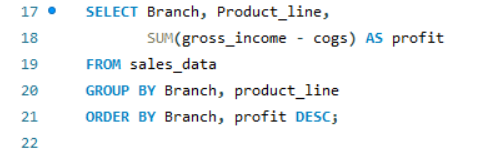 17 SELECT Branch, Product_line,
18 SUM(gross_income - cogs) AS profit
19 FROM sales_data
20 GROUP BY Branch, product_line
21 ORDER BY Branch, profit DESC;
22